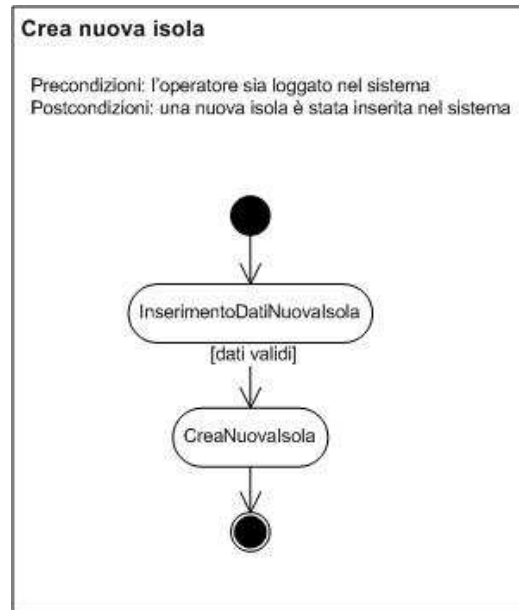 Crea nuova isola
Precondizioni: l'operatore sia loggato nel sistema
Postcondizioni: una nuova isola è stata inserita nel sistema
InserimentoDatiNuovaIsola
[dati validi]
CreaNuovaIsola